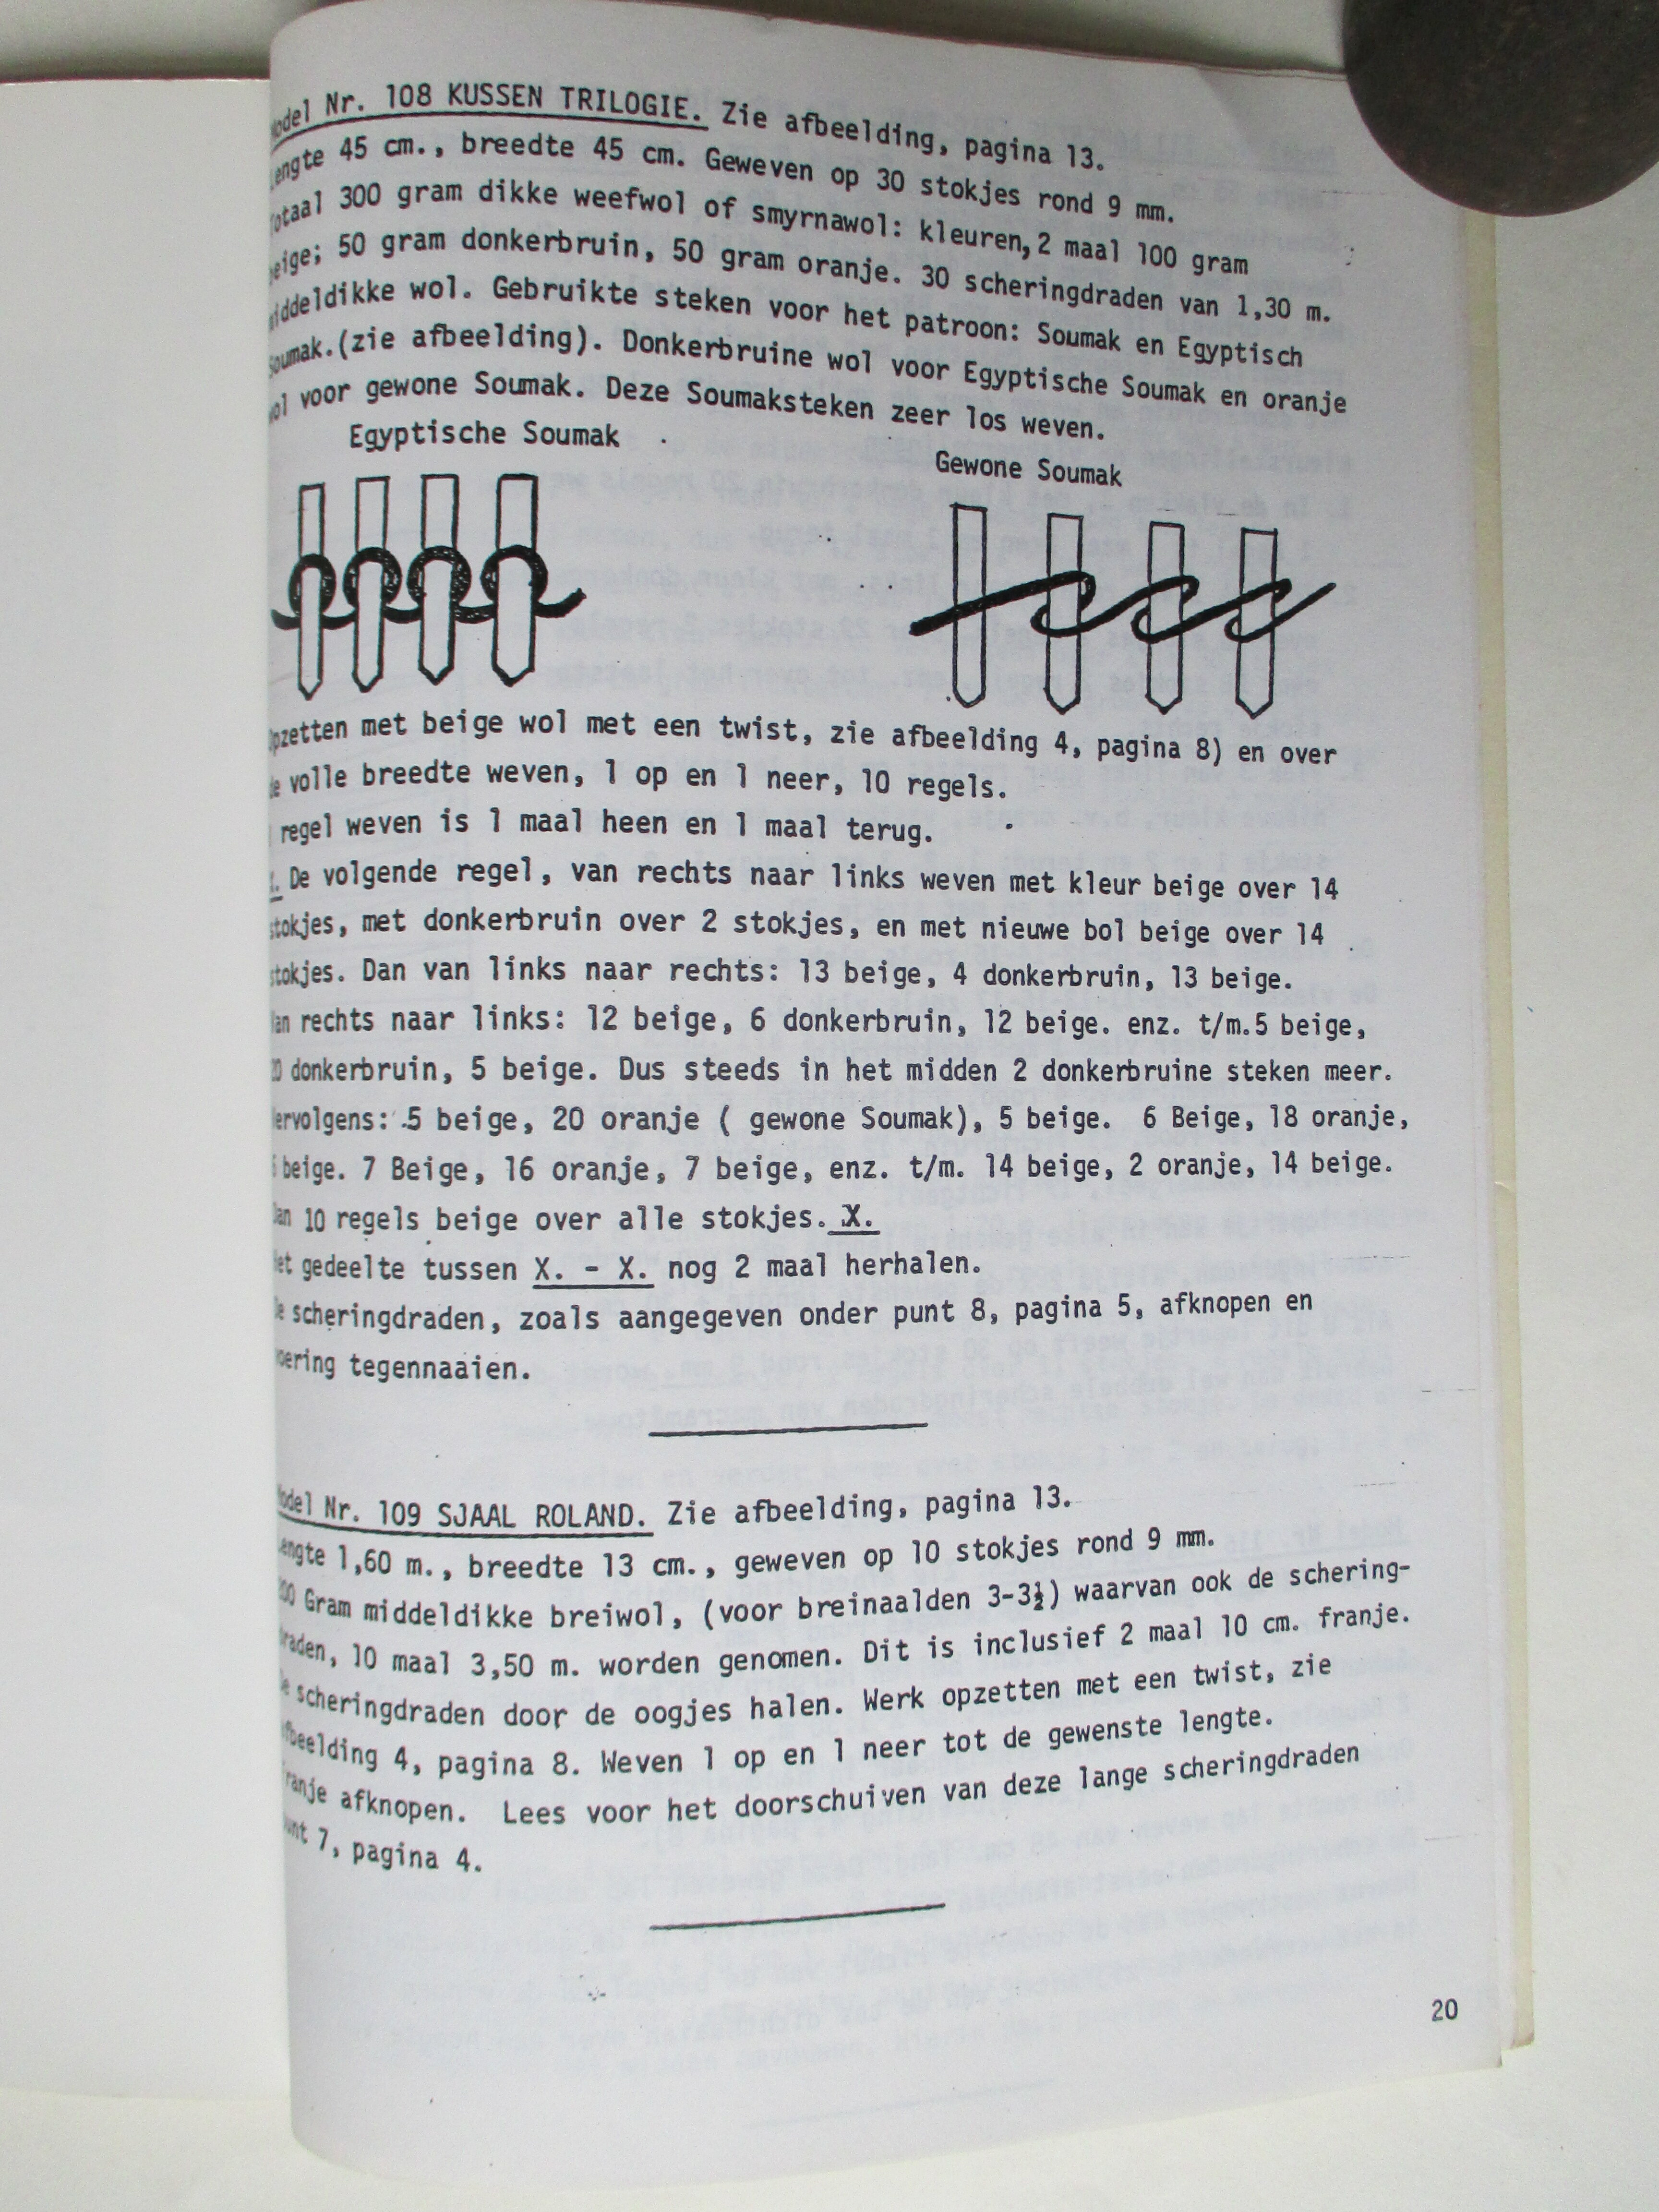 Model Nr. 108 KUSSEN TRILOGIE. Zie afbeelding, pagina 13.
Lengte 45 cm., breedte 45 cm. Geweven op 30 stokjes rond 9 mm.
Totaal 300 gram dikke weefwol of smyrnawol: kleuren, 2 maal 100 gram
beige; 50 gram donkerbruin, 50 gram oranje. 30 scheringdraden van 1,30 m.
middeldikke wol. Gebruikte steken voor het patroon: Soumak en Egyptisch
Soumak.(zie afbeelding). Donkerbruine wol voor Egyptische Soumak en oranje
wol voor gewone Soumak. Deze Soumaksteken zeer los weven.
Egyptische Soumak
Gewone Soumak
Opzetten met beige wol met een twist, zie afbeelding 4, pagina 8) en over
de volle breedte weven, 1 op en 1 neer, 10 regels.
regel weven is 1 maal heen en 1 maal terug.
X. De volgende regel, van rechts naar links weven met kleur beige over 14
stokjes, met donkerbruin over 2 stokjes, en met nieuwe bol beige over 14
stokjes. Dan van links naar rechts: 13 beige, 4 donkerbruin, 13 beige.
Van rechts naar links: 12 beige, 6 donkerbruin, 12 beige. enz. t/m.5 beige,
20 donkerbruin, 5 beige. Dus steeds in het midden 2 donkerbruine steken meer.
Vervolgens: 5 beige, 20 oranje ( gewone Soumak), 5 beige. 6 Beige, 18 oranje,
6 beige. 7 Beige, 16 oranje, 7 beige, enz. t/m. 14 beige, 2 oranje, 14 beige.
Dan 10 regels beige over alle stokjes. X.
Het gedeelte tussen X. - X. nog 2 maal herhalen.
De scheringdraden, zoals aangegeven onder punt 8, pagina 5, afknopen en
voering tegennaaien.
Model Nr. 109 SJAAL ROLAND. Zie afbeelding, pagina 13.
Lengte 1,60 m., breedte 13 cm., geweven op 10 stokjes rond 9 mm.
Gram middeldikke breiwol, (voor breinaalden 3-3½) waarvan ook de schering-
draden, 10 maal 3,50 m. worden genomen. Dit is inclusief 2 maal 10 cm. franje.
De scheringdraden door de oogjes halen. Werk opzetten met een twist, zie
afbeelding 4, pagina 8. Weven 1 op en 1 neer tot de gewenste lengte.
Franje afknopen. Lees voor het doorschuiven van deze lange scheringdraden
punt 7, pagina 4.
20